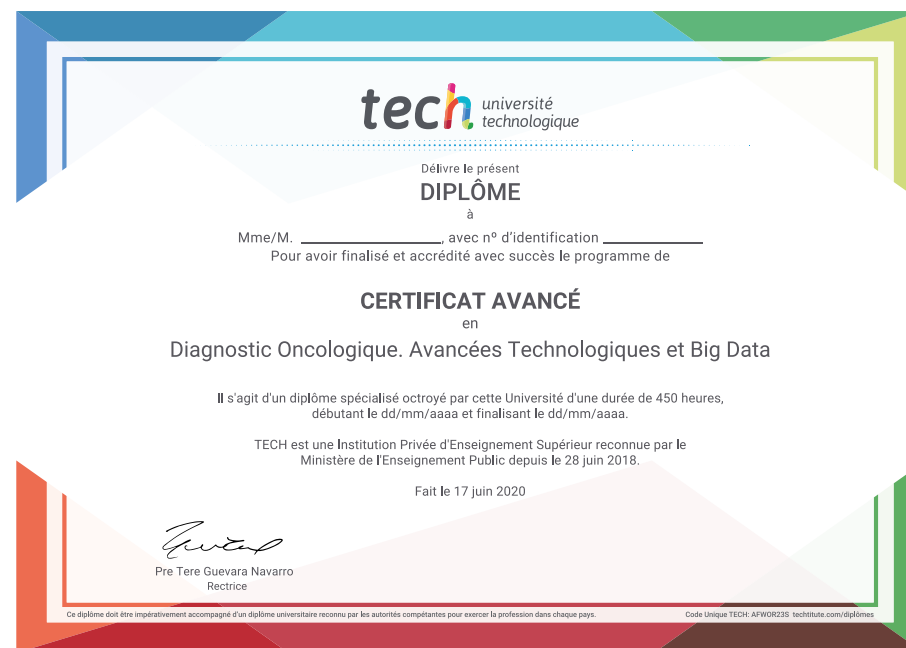 tech université
technologique
Délivre le présent
DIPLÔME
à
Mme/M. ____________________, avec nº d'identification ______________
Pour avoir finalisé et accrédité avec succès le programme de
CERTIFICAT AVANCÉ
en
Diagnostic Oncologique. Avancées Technologiques et Big Data
Il s'agit d'un diplôme spécialisé octroyé par cette Université d'une durée de 450 heures,
débutant le dd/mm/aaaa et finalisant le dd/mm/aaaa.
TECH est une Institution Privée d'Enseignement Supérieur reconnue par le
Ministère de l'Enseignement Public depuis le 28 juin 2018.
Fait le 17 juin 2020
Pre Tere Guevara Navarro
Rectrice
Ce diplôme doit être impérativement accompagné d'un diplôme universitaire reconnu par les autorités compétantes pour exercer la profession dans chaque pays.
Code Unique TECH: AFWOR23S techtitute.com/diplômes